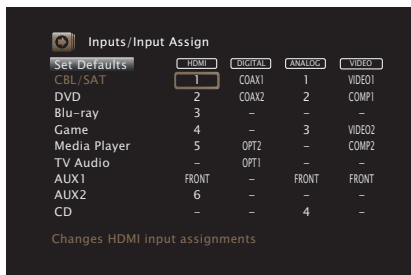 Inputs/Input Assign
Set Defaults HDMI DIGITAL ANALOG VIDEO
CBL/SAT 1 COAX1 1 VIDEO1
DVD 2 COAX2 2 COMP1
Blu-ray 3 – – –
Game 4 – 3 VIDEO2
Media Player 5 OPT2 – COMP2
TV Audio – OPT1 – –
AUX1 FRONT – FRONT FRONT
AUX2 6 – – –
CD – – 4 –
Changes HDMI input assignments